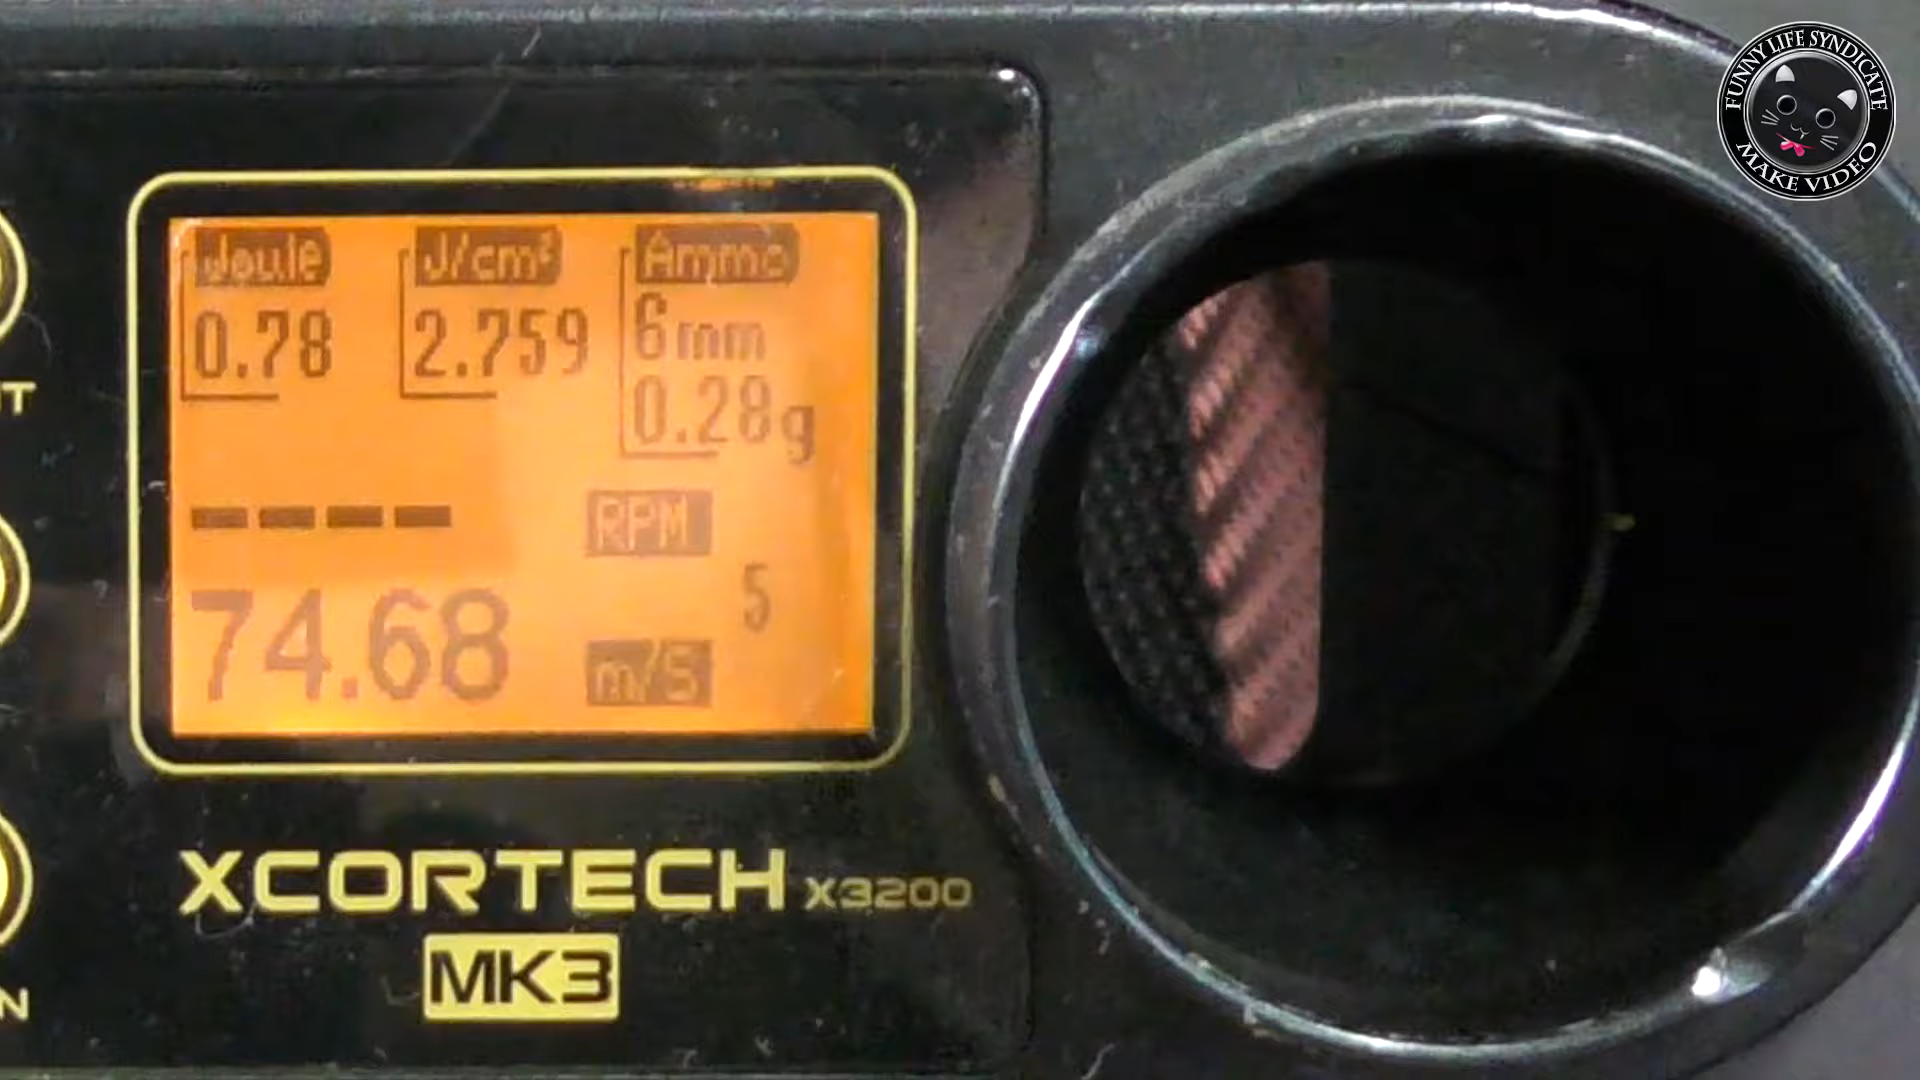 FUNNY LIFE SYNDICATE
MAKE VIDEO
Joule
J/cm²
Ammo
0.78
2.759
6mm
0.28g
----
RPM
5
74.68
m/S
XCORTECH X3200
MK3